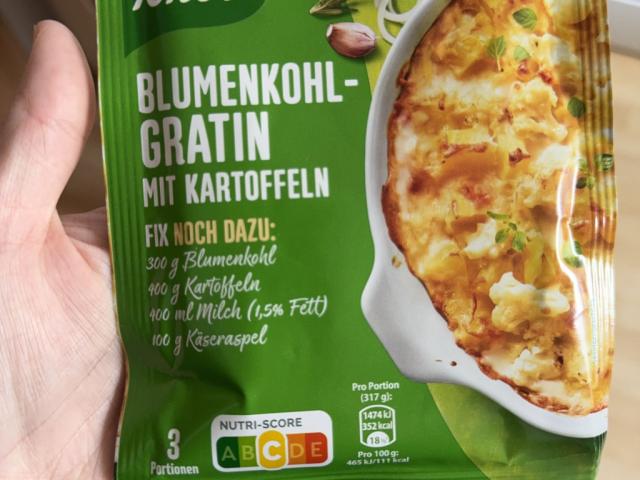 BLUMENKOHL-
GRATIN
MIT KARTOFFELN
FIX NOCH DAZU:
300 g Blumenkohl
400 g Kartoffeln
400 ml Milch (1,5% Fett)
100 g Käseraspel
3
Portionen
NUTRI-SCORE
A B C D E
Pro Portion
(317 g):
1474 kJ
352 kcal
18%
Pro 100 g:
465 kJ/111 kcal